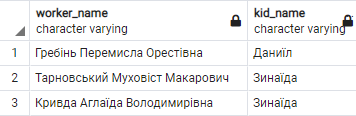 worker_name kid_name
character varying character varying
1 Гребінь Перемисла Орестівна Даниїл
2 Тарновський Муховіст Макарович Зинаїда
3 Кривда Аглаїда Володимирівна Зинаїда